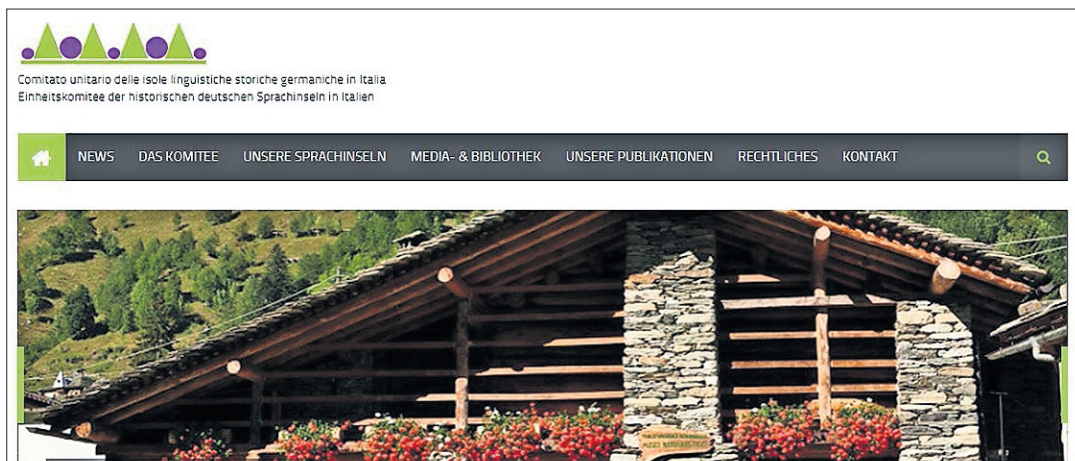 Comitato unitario delle isole linguistiche storiche germaniche in Italia
Einheitskomitee der historischen deutschen Sprachinseln in Italien
NEWS DAS KOMITEE UNSERE SPRACHINSELN MEDIA- & BIBLIOTHEK UNSERE PUBLIKATIONEN RECHTLICHES KONTAKT